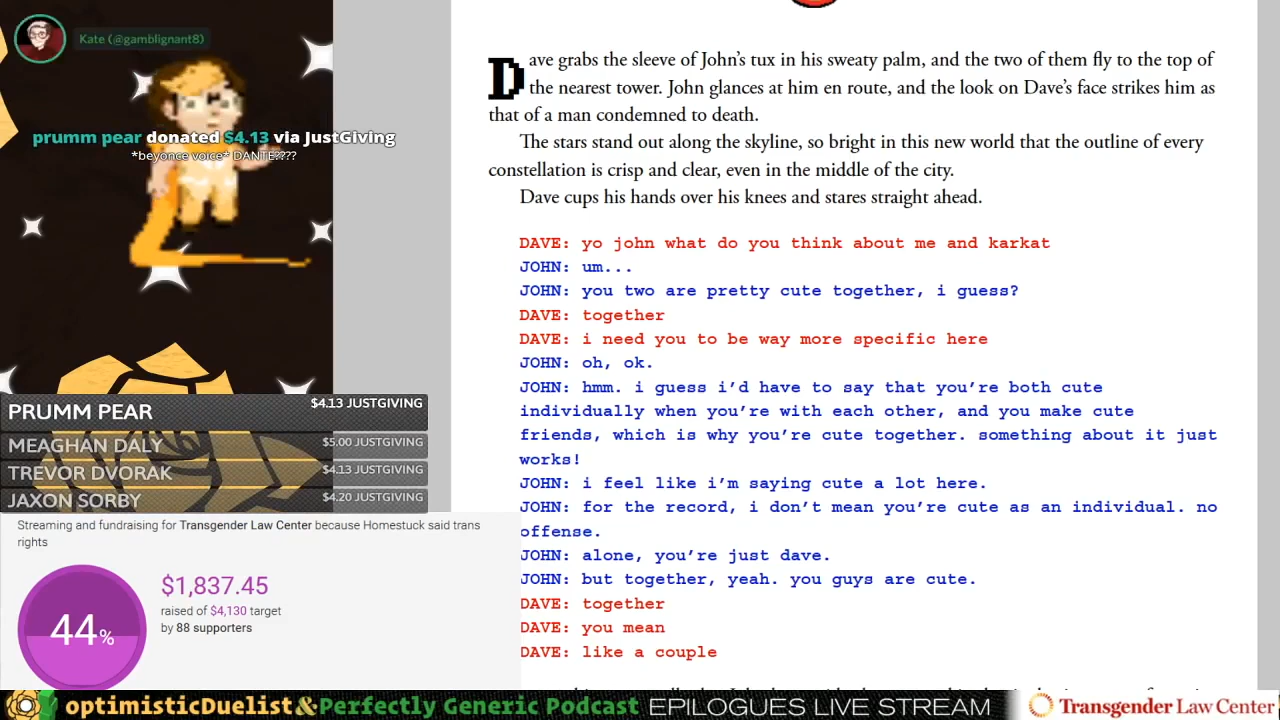 Kate (@gamblignant8)
prumm pear donated $4.13 via JustGiving
*beyonce voice* DANTE????
PRUMM PEAR $4.13 JUSTGIVING
MEAGHAN DALY $5.00 JUSTGIVING
TREVOR DVORAK $4.13 JUSTGIVING
JAXON SORBY $4.20 JUSTGIVING
Streaming and fundraising for Transgender Law Center because Homestuck said trans
rights
44%
$1,837.45
raised of $4,130 target
by 88 supporters
Dave grabs the sleeve of John’s tux in his sweaty palm, and the two of them fly to the top of
the nearest tower. John glances at him en route, and the look on Dave’s face strikes him as
that of a man condemned to death.
The stars stand out along the skyline, so bright in this new world that the outline of every
constellation is crisp and clear, even in the middle of the city.
Dave cups his hands over his knees and stares straight ahead.
DAVE: yo john what do you think about me and karkat
JOHN: um...
JOHN: you two are pretty cute together, i guess?
DAVE: together
DAVE: i need you to be way more specific here
JOHN: oh, ok.
JOHN: hmm. i guess i’d have to say that you’re both cute
individually when you’re with each other, and you make cute
friends, which is why you’re cute together. something about it just
works!
JOHN: i feel like i’m saying cute a lot here.
JOHN: for the record, i don’t mean you’re cute as an individual. no
offense.
JOHN: alone, you’re just dave.
JOHN: but together, yeah. you guys are cute.
DAVE: together
DAVE: you mean
DAVE: like a couple
optimisticDuelist&Perfectly Generic Podcast EPILOGUES LIVE STREAM
Transgender Law Center